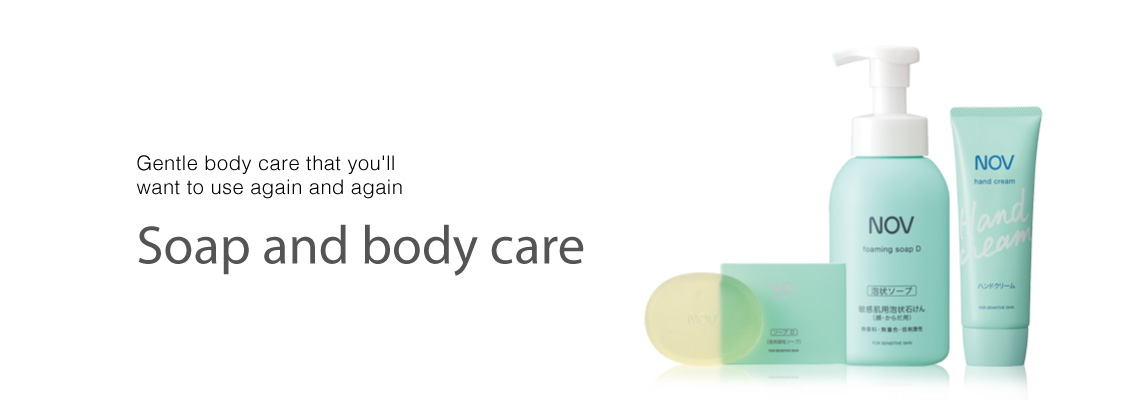 Gentle body care that you'll
want to use again and again
Soap and body care
NOV
ソープ D
NOV
foaming soap D
泡状ソープ
敏感肌用泡状石けん
(顔・からだ用)
無香料・無着色・低刺激性
FOR SENSITIVE SKIN
NOV
hand cream
Hand
cream
ハンドクリーム
FOR SENSITIVE SKIN